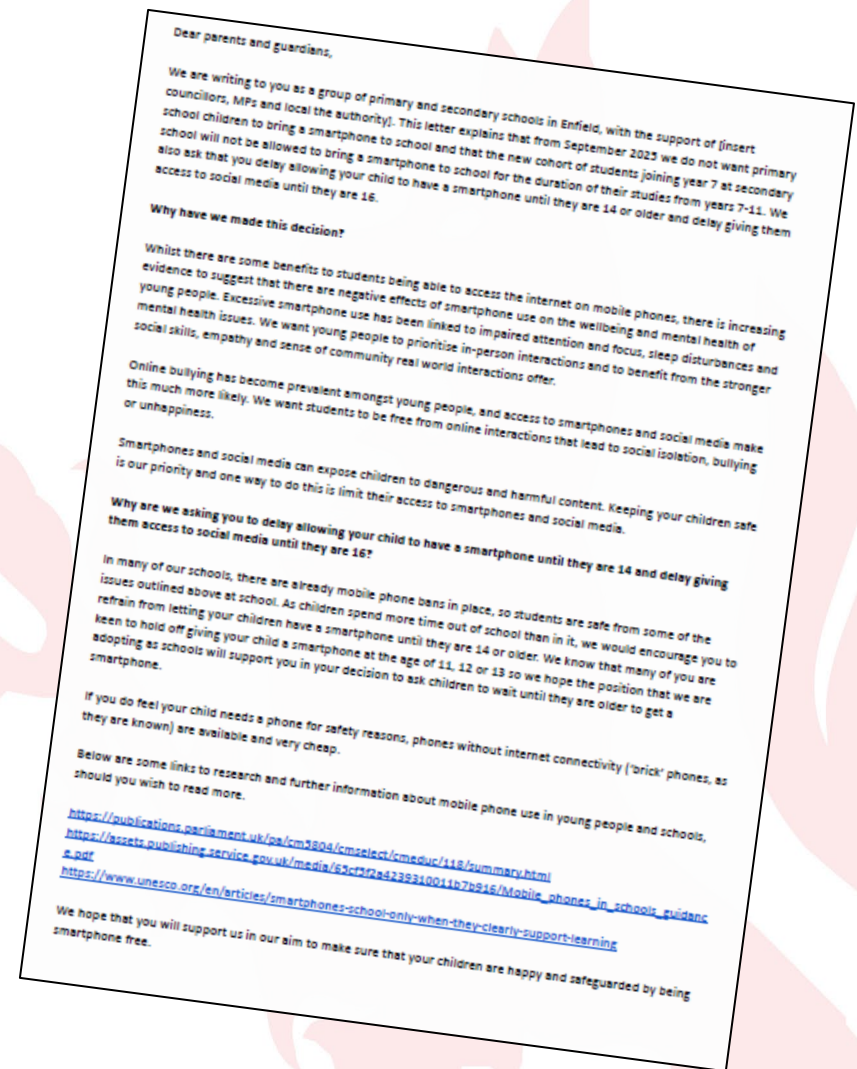 Dear parents and guardians,
We are writing to you as a group of primary and secondary schools in Enfield, with the support of [insert
councillors, MPs and local the authority]. This letter explains that from September 2025 we do not want primary
school children to bring a smartphone to school and that the new cohort of students joining year 7 at secondary
school will not be allowed to bring a smartphone to school for the duration of their studies from years 7-11. We
also ask that you delay allowing your child to have a smartphone until they are 14 or older and delay giving them
access to social media until they are 16.
Why have we made this decision?
Whilst there are some benefits to students being able to access the internet on mobile phones, there is increasing
evidence to suggest that there are negative effects of smartphone use on the wellbeing and mental health of
young people. Excessive smartphone use has been linked to impaired attention and focus, sleep disturbances and
mental health issues. We want young people to prioritise in-person interactions and to benefit from the stronger
social skills, empathy and sense of community real world interactions offer.
Online bullying has become prevalent amongst young people, and access to smartphones and social media make
this much more likely. We want students to be free from online interactions that lead to social isolation, bullying
or unhappiness.
Smartphones and social media can expose children to dangerous and harmful content. Keeping your children safe
is our priority and one way to do this is limit their access to smartphones and social media.
Why are we asking you to delay allowing your child to have a smartphone until they are 14 and delay giving
them access to social media until they are 16?
In many of our schools, there are already mobile phone bans in place, so students are safe from some of the
issues outlined above at school. As children spend more time out of school than in it, we would encourage you to
refrain from letting your children have a smartphone until they are 14 or older. We know that many of you are
keen to hold off giving your child a smartphone at the age of 11, 12 or 13 so we hope the position that we are
adopting as schools will support you in your decision to ask children to wait until they are older to get a
smartphone.
If you do feel your child needs a phone for safety reasons, phones without internet connectivity ('brick' phones, as
they are known) are available and very cheap.
Below are some links to research and further information about mobile phone use in young people and schools,
should you wish to read more.
https://publications.parliament.uk/pa/cm5804/cmselect/cmeduc/118/summary.html
https://assets.publishing.service.gov.uk/media/65cf5f2a4239310011b7b916/Mobile_phones_in_schools_guidanc
e.pdf
https://www.unesco.org/en/articles/smartphones-school-only-when-they-clearly-support-learning
We hope that you will support us in our aim to make sure that your children are happy and safeguarded by being
smartphone free.